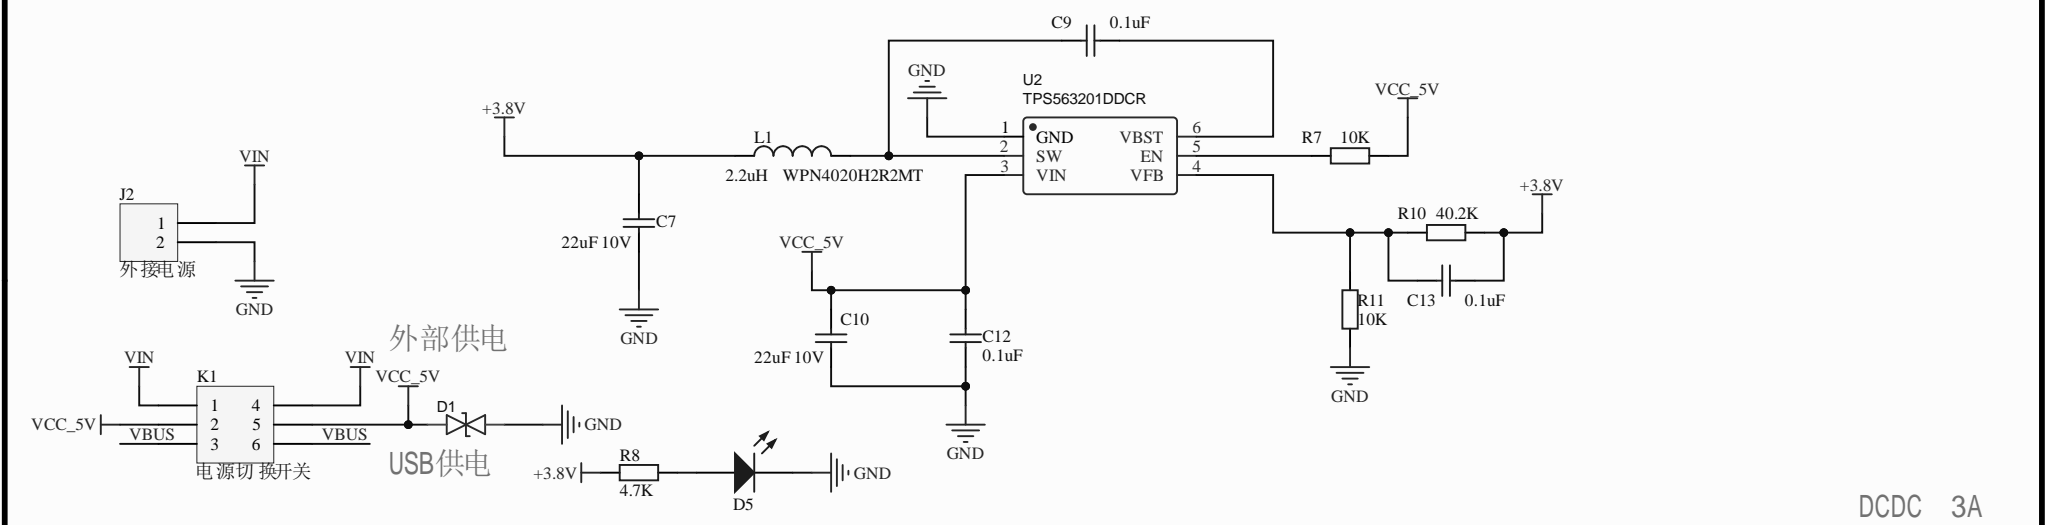 C9 0.1uF
GND
U2
TPS563201DDCR
VCC_5V
+3.8V
1 GND VBST 6
2 SW EN 5
3 VIN VFB 4
R7 10K
L1
2.2uH WPN4020H2R2MT
VIN
J2
1
2
外接电源
GND
C7
22uF 10V
GND
+3.8V
R10 40.2K
C13 0.1uF
R11
10K
GND
VCC_5V
C10
22uF 10V
C12
0.1uF
GND
外部供电
VIN
K1
VIN
VCC_5V
1 4
VCC_5V 2 5
VBUS 3 6 VBUS
电源切换开关
D1
GND
USB供电
+3.8V
R8
4.7K
D5
GND
DCDC 3A